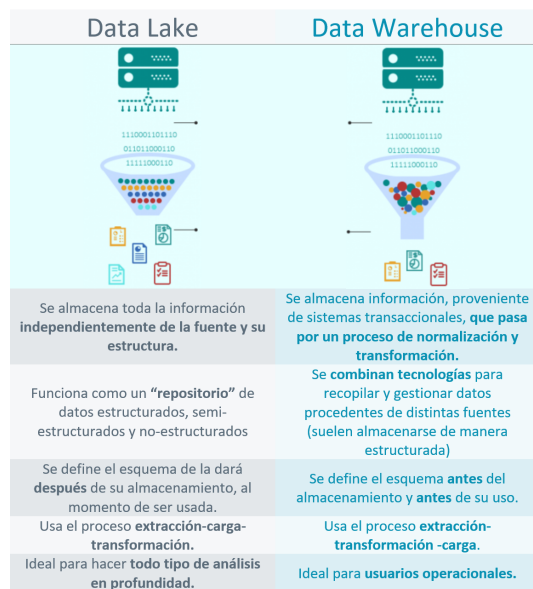 Data Lake
Data Warehouse
1110001101110
011011000110
11111000110
1110001101110
011011000110
11111000110
Se almacena toda la información
independientemente de la fuente y su
estructura.
Se almacena información, proveniente
de sistemas transaccionales, que pasa
por un proceso de normalización y
transformación.
Funciona como un “repositorio” de
datos estructurados, semi-
estructurados y no-estructurados
Se combinan tecnologías para
recopilar y gestionar datos
procedentes de distintas fuentes
(suelen almacenarse de manera
estructurada)
Se define el esquema de la dará
después de su almacenamiento, al
momento de ser usada.
Se define el esquema antes del
almacenamiento y antes de su uso.
Usa el proceso extracción-carga-
transformación.
Usa el proceso extracción-
transformación -carga.
Ideal para hacer todo tipo de análisis
en profundidad.
Ideal para usuarios operacionales.